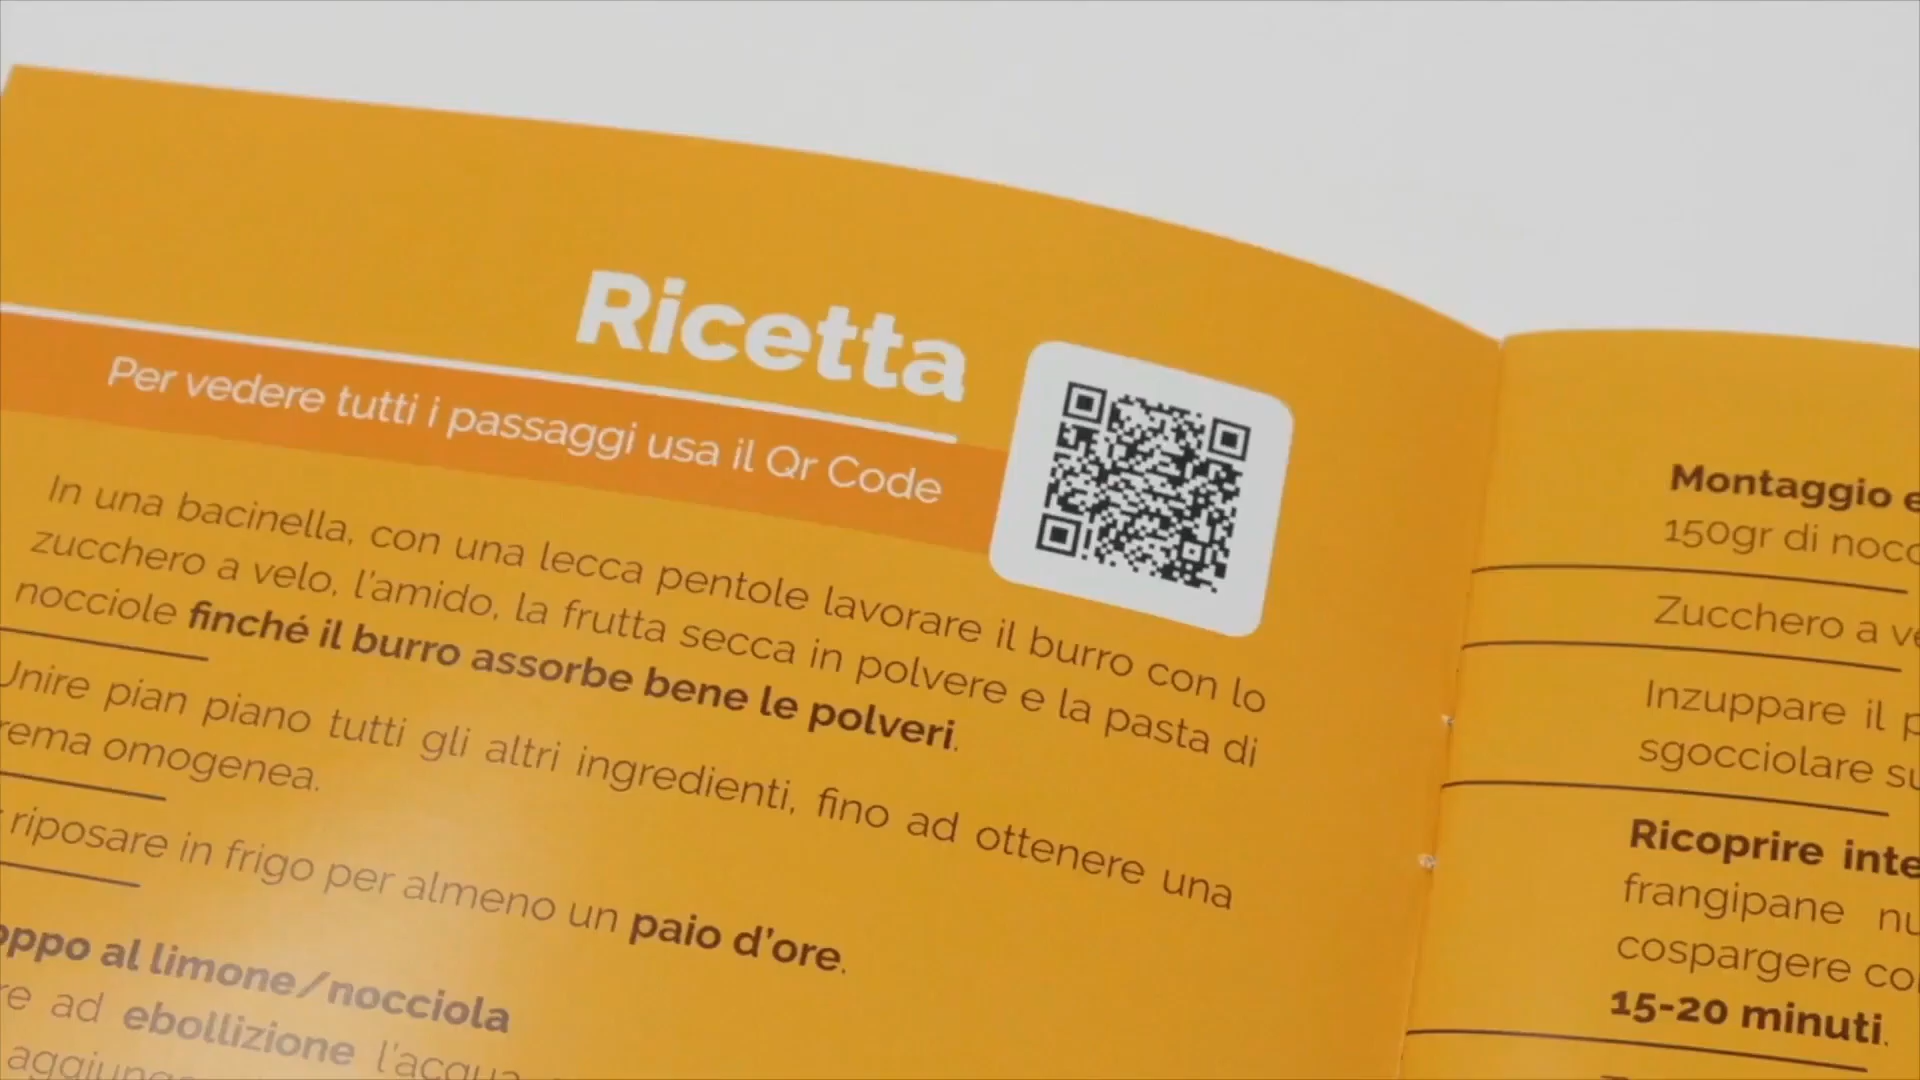 Ricetta
Per vedere tutti i passaggi usa il Qr Code
In una bacinella, con una lecca pentole lavorare il burro con lo
zucchero a velo, l'amido, la frutta secca in polvere e la pasta di
nocciole finché il burro assorbe bene le polveri.
Unire pian piano tutti gli altri ingredienti, fino ad ottenere una
rema omogenea.
riposare in frigo per almeno un paio d'ore.
oppo al limone/nocciola
re ad ebollizione l'acqua
Montaggio e
150gr di nocc
Zucchero a ve
Inzuppare il p
sgocciolare su
Ricoprire inte
frangipane nu
cospargere co
15-20 minuti.